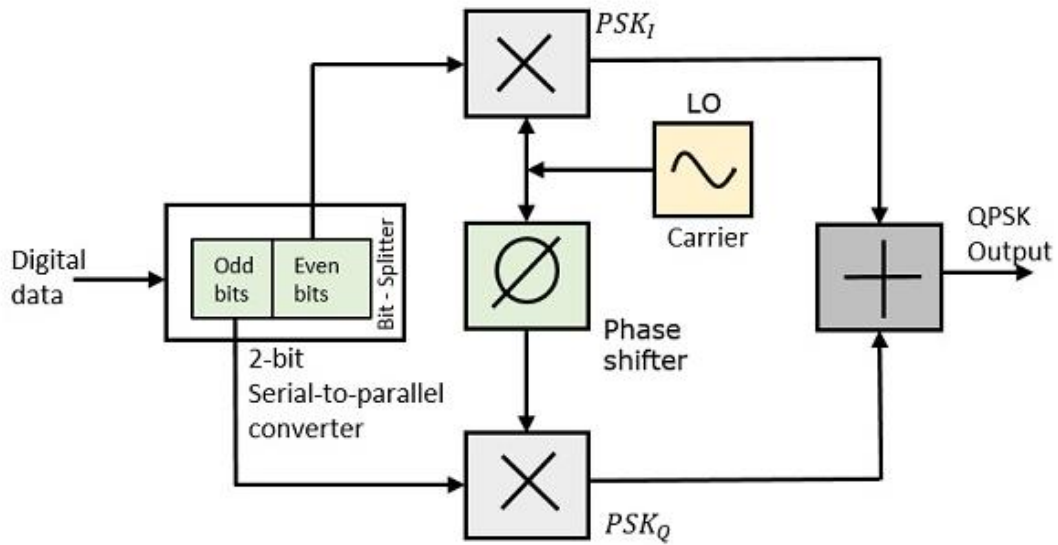 PSK_I
LO
Carrier
Digital
data
Odd
bits
Even
bits
Bit - Splitter
2-bit
Serial-to-parallel
converter
Phase
shifter
QPSK
Output
PSK_Q